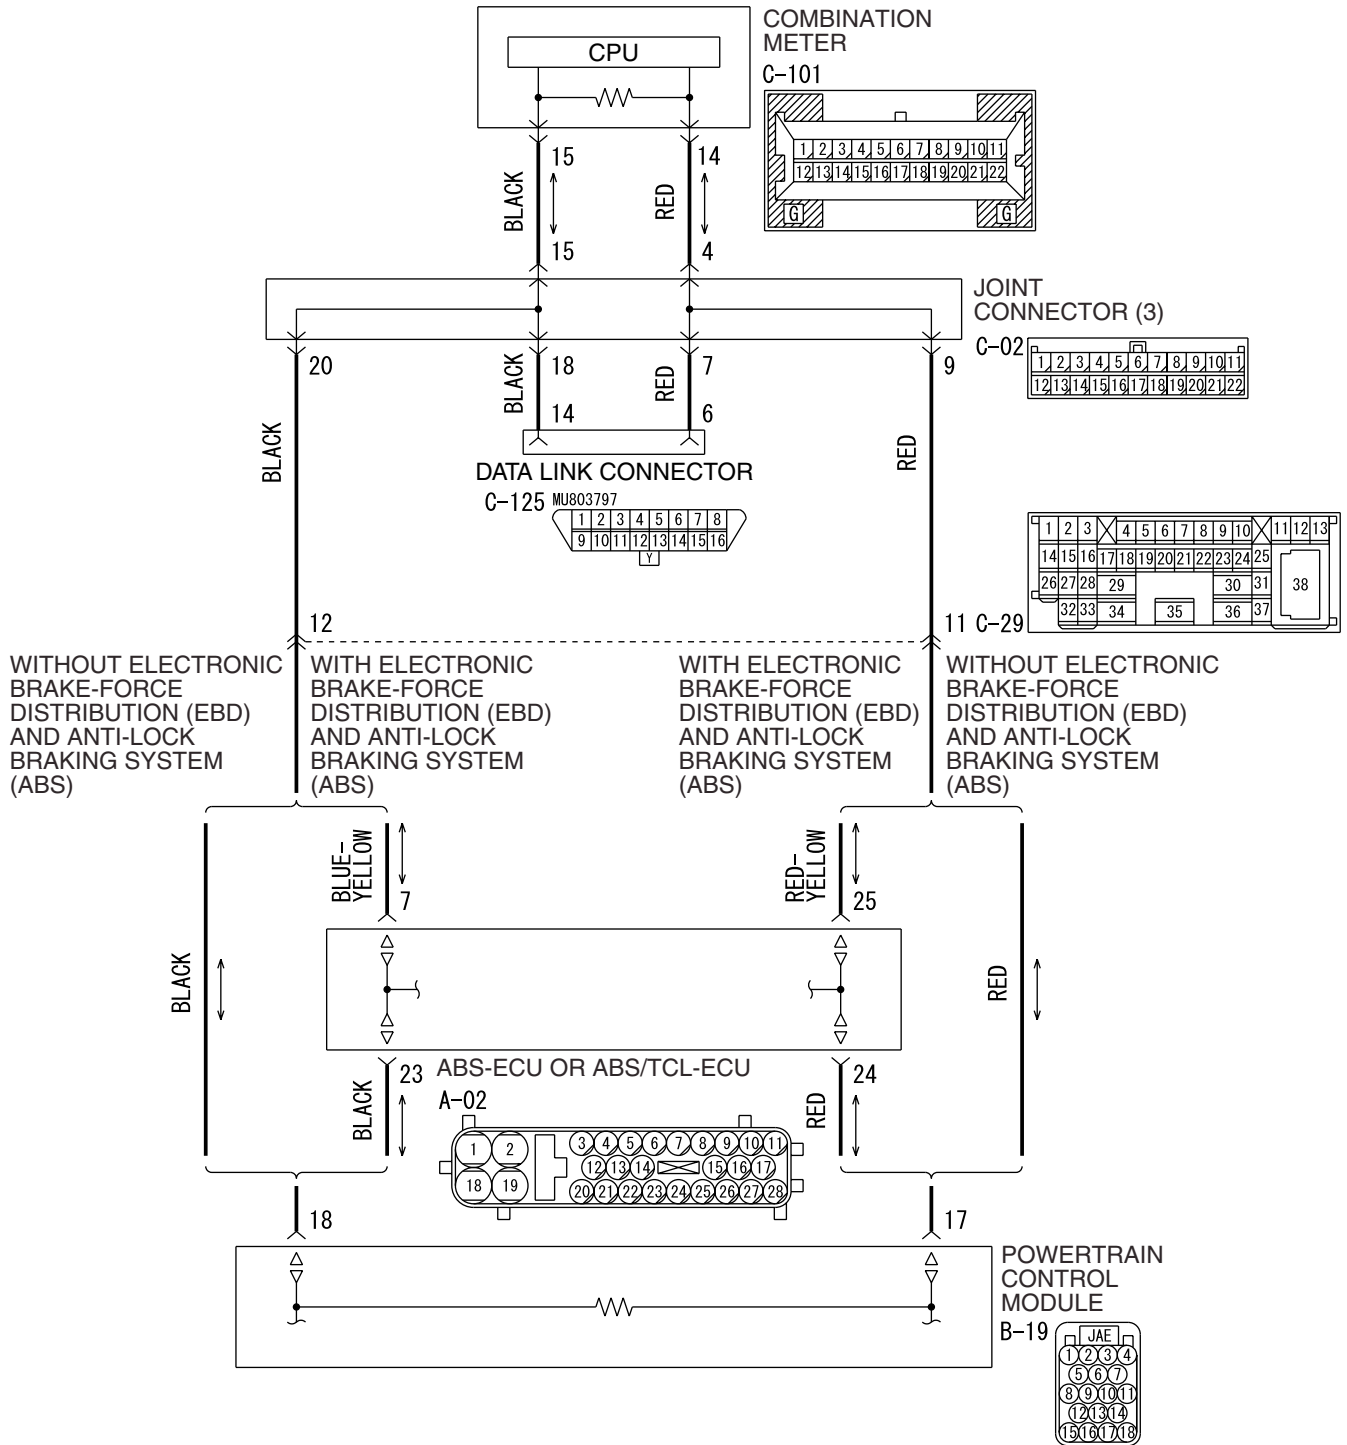 COMBINATION
METER
CPU
C-101
1 2 3 4 5 6 7 8 9 10 11
12 13 14 15 16 17 18 19 20 21 22
G G
15 14
BLACK RED
15 4
JOINT
CONNECTOR (3)
C-02
1 2 3 4 5 6 7 8 9 10 11
12 13 14 15 16 17 18 19 20 21 22
20 18 7 9
BLACK RED
14 6
BLACK RED
DATA LINK CONNECTOR
C-125 MU803797
1 2 3 4 5 6 7 8
9 10 11 12 13 14 15 16
Y
1 2 3 4 5 6 7 8 9 10 11 12 13
14 15 16 17 18 19 20 21 22 23 24 25
26 27 28 29 30 31 38
32 33 34 35 36 37
12 11 C-29
WITHOUT ELECTRONIC
BRAKE-FORCE
DISTRIBUTION (EBD)
AND ANTI-LOCK
BRAKING SYSTEM
(ABS)
WITH ELECTRONIC
BRAKE-FORCE
DISTRIBUTION (EBD)
AND ANTI-LOCK
BRAKING SYSTEM
(ABS)
WITH ELECTRONIC
BRAKE-FORCE
DISTRIBUTION (EBD)
AND ANTI-LOCK
BRAKING SYSTEM
(ABS)
WITHOUT ELECTRONIC
BRAKE-FORCE
DISTRIBUTION (EBD)
AND ANTI-LOCK
BRAKING SYSTEM
(ABS)
BLUE-
YELLOW
7
RED-
YELLOW
25
BLACK RED
23 ABS-ECU OR ABS/TCL-ECU 24
BLACK RED
A-02
1 2 3 4 5 6 7 8 9 10 11
12 13 14 15 16 17
18 19 20 21 22 23 24 25 26 27 28
18 17
POWERTRAIN
CONTROL
MODULE
B-19
JAE
1 2 3 4
5 6 7
8 9 10 11
12 13 14
15 16 17 18